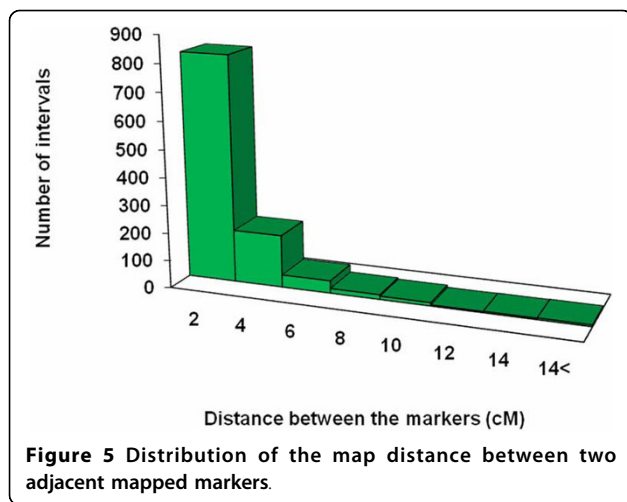 Number of intervals
900
800
700
600
500
400
300
200
100
0
2 4 6 8 10 12 14 14<
Distance between the markers (cM)
Figure 5 Distribution of the map distance between two
adjacent mapped markers.